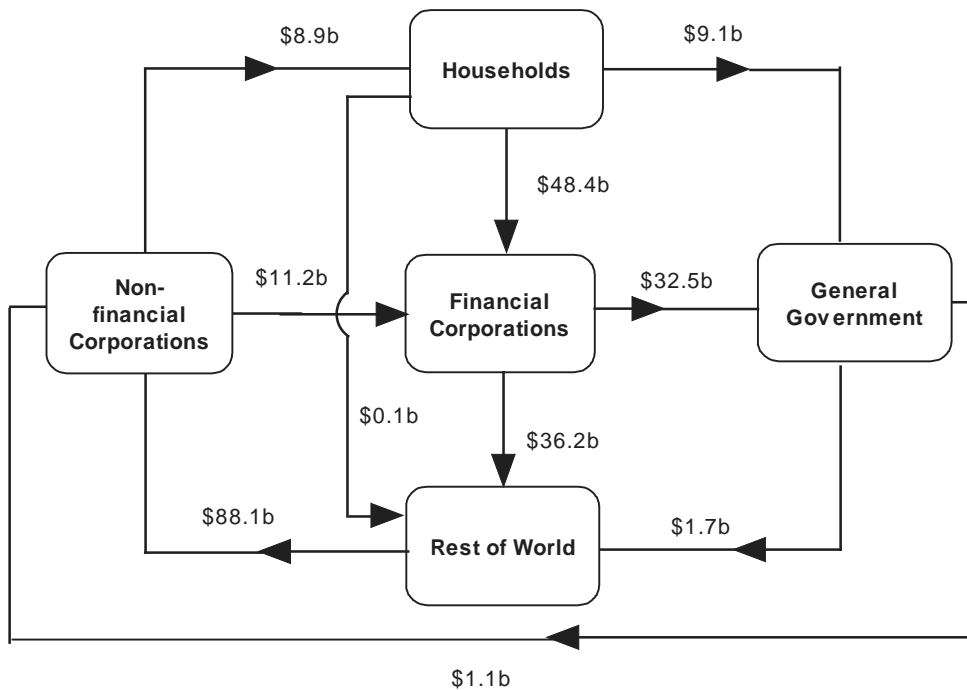 $8.9b
$9.1b
Households
$48.4b
Non-
financial
Corporations
$11.2b
Financial
Corporations
$32.5b
General
Government
$0.1b
$36.2b
$88.1b
Rest of World
$1.7b
$1.1b